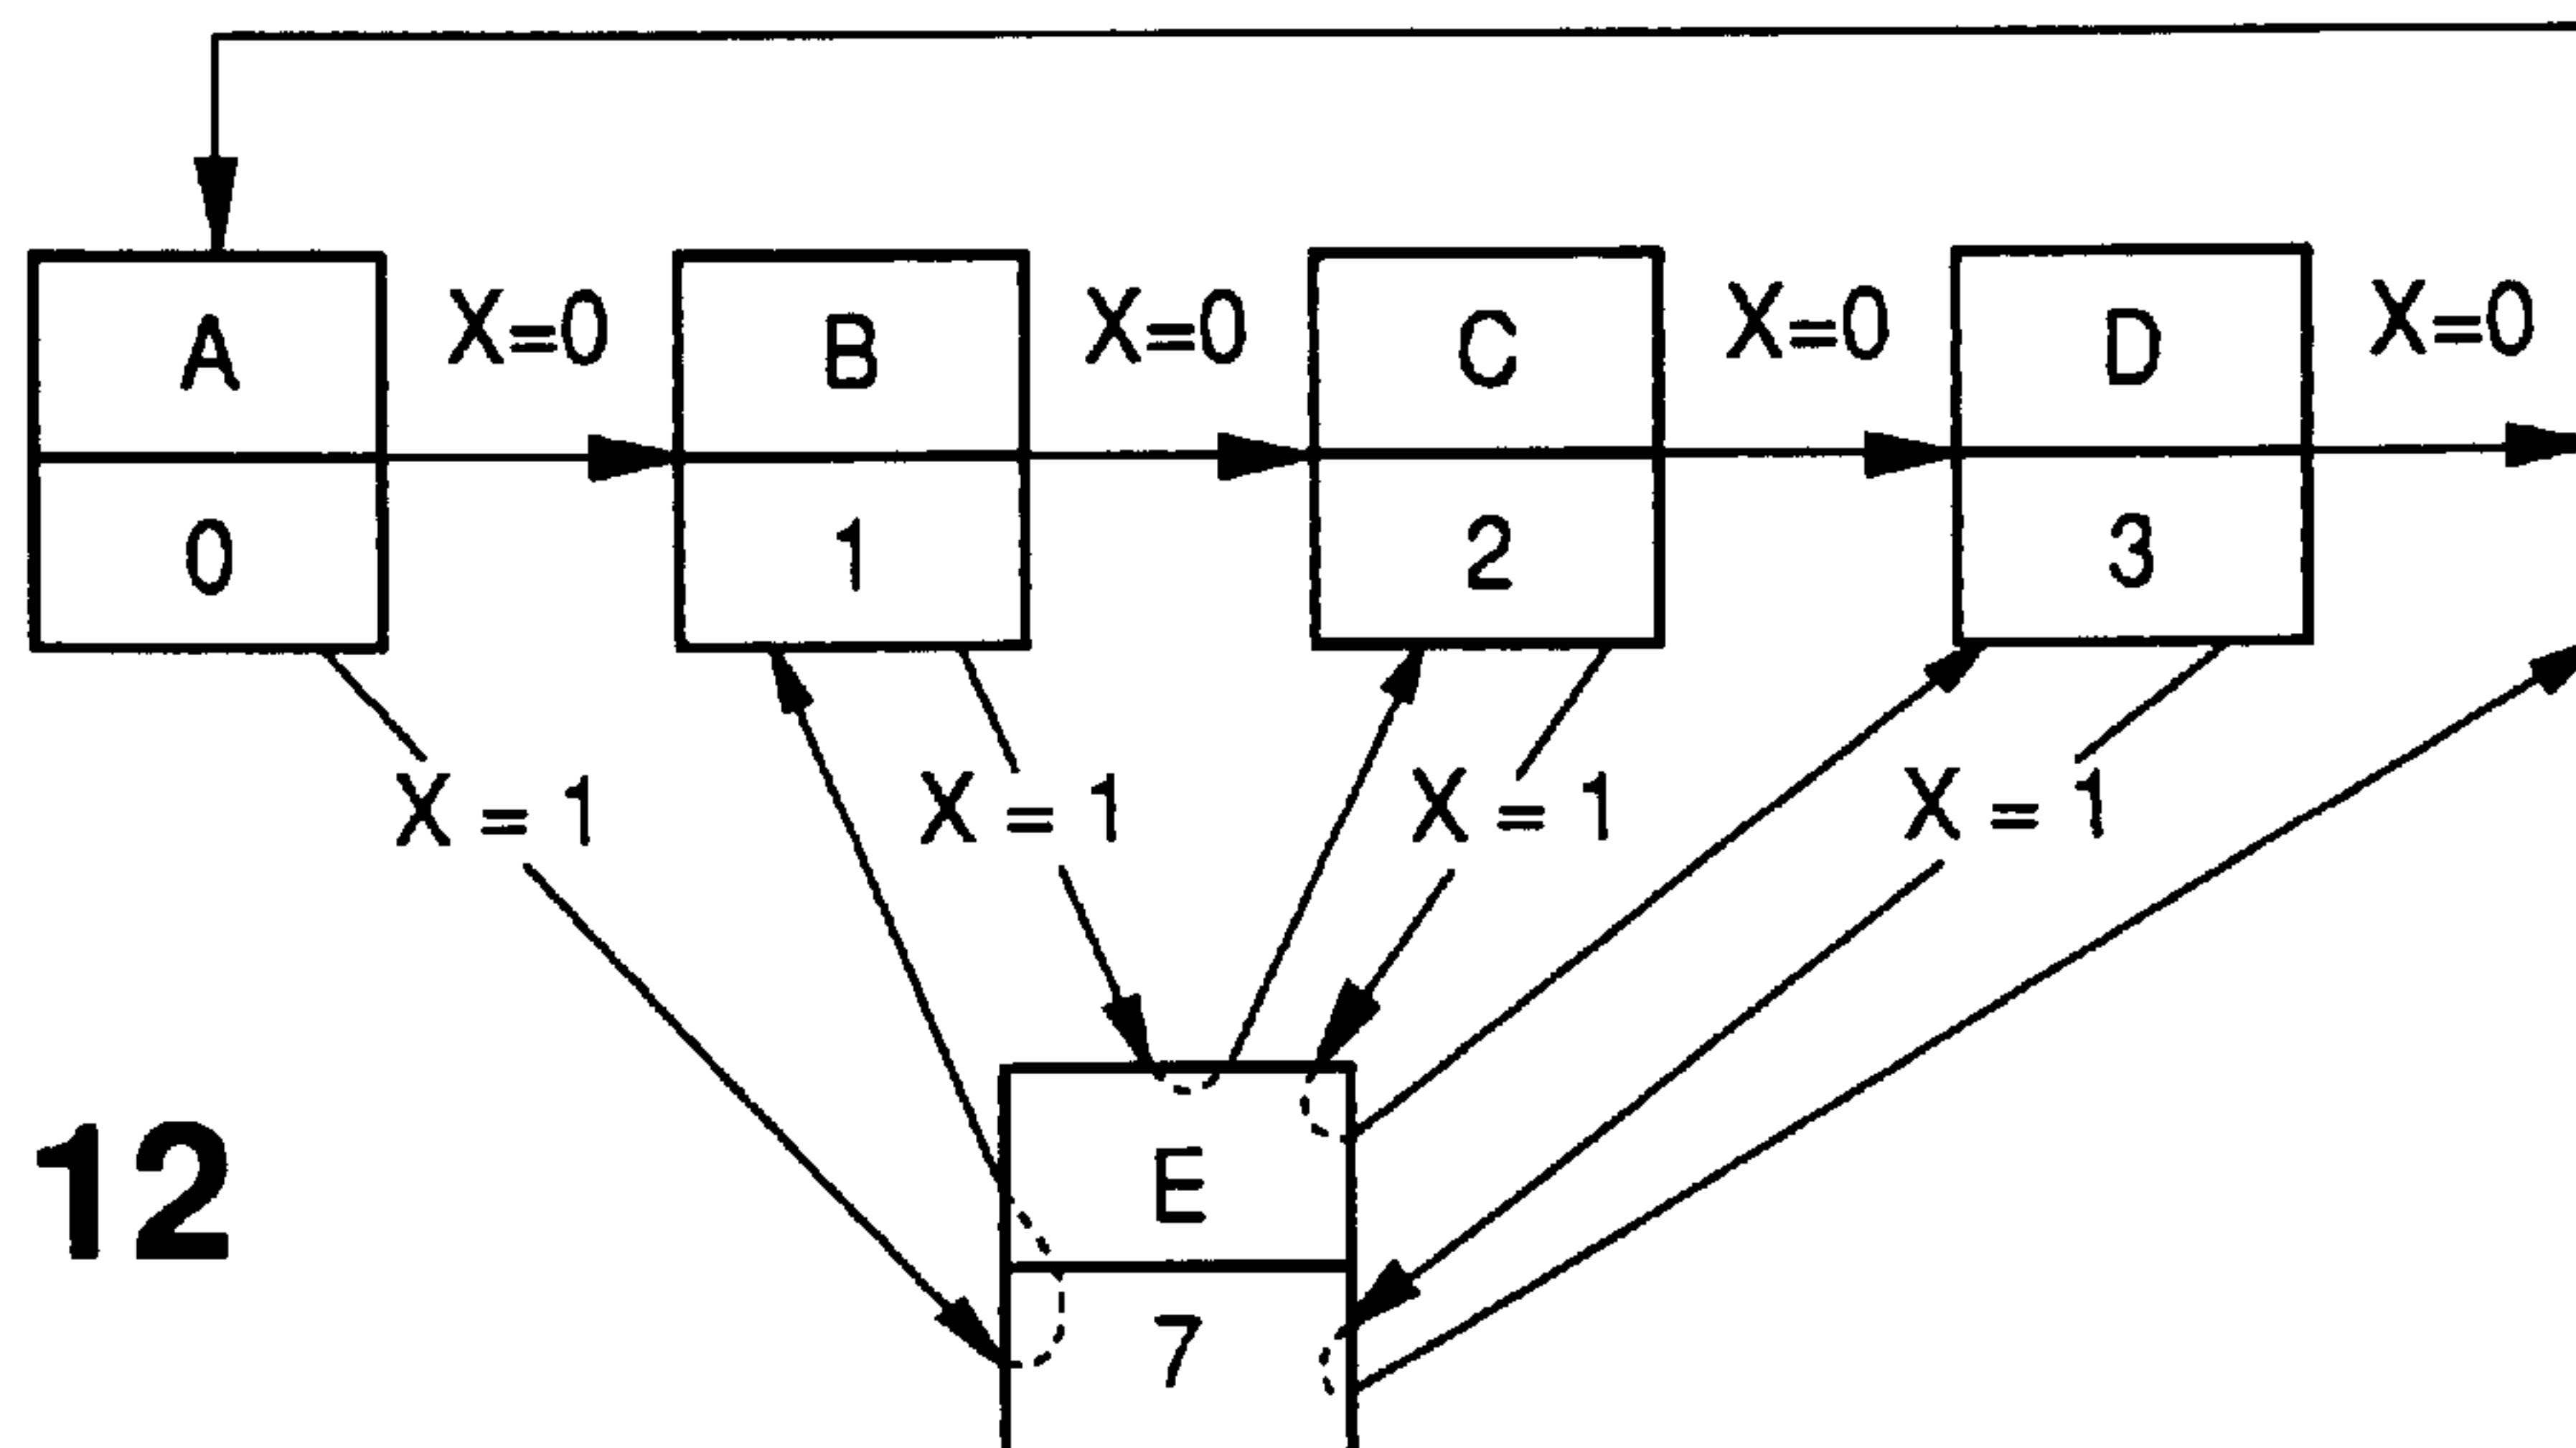 A X=0 B X=0 C X=0 D X=0
0 1 2 3
X = 1 X = 1 X = 1 X = 1
12 E
7